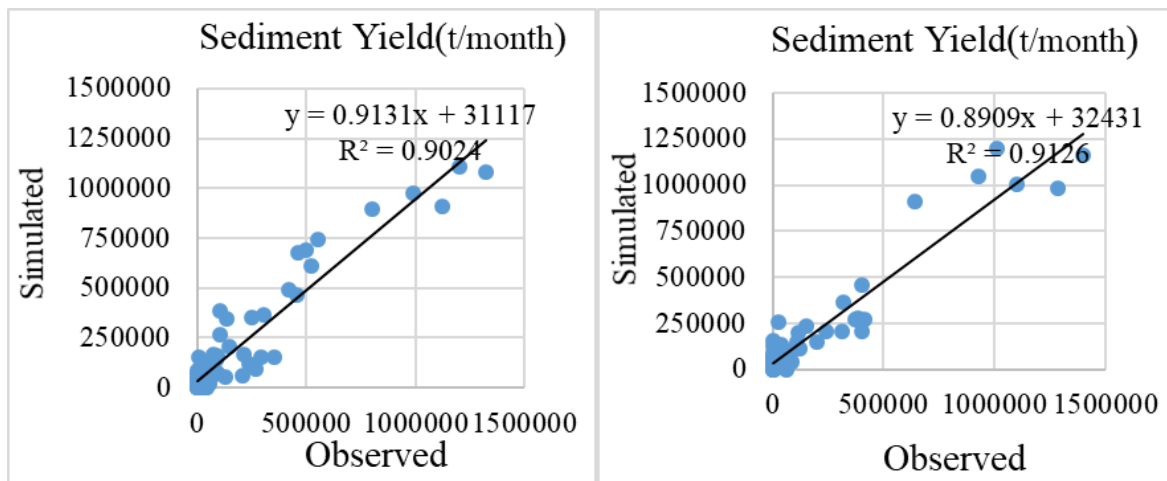 Sediment Yield(t/month)
1500000
y = 0.9131x + 31117
1250000
R² = 0.9024
1000000
750000
500000
250000
0
Simulated
0 500000 1000000 1500000
Observed
Sediment Yield(t/month)
1500000
y = 0.8909x + 32431
1250000
R² = 0.9126
1000000
750000
500000
250000
0
Simulated
0 500000 1000000 1500000
Observed